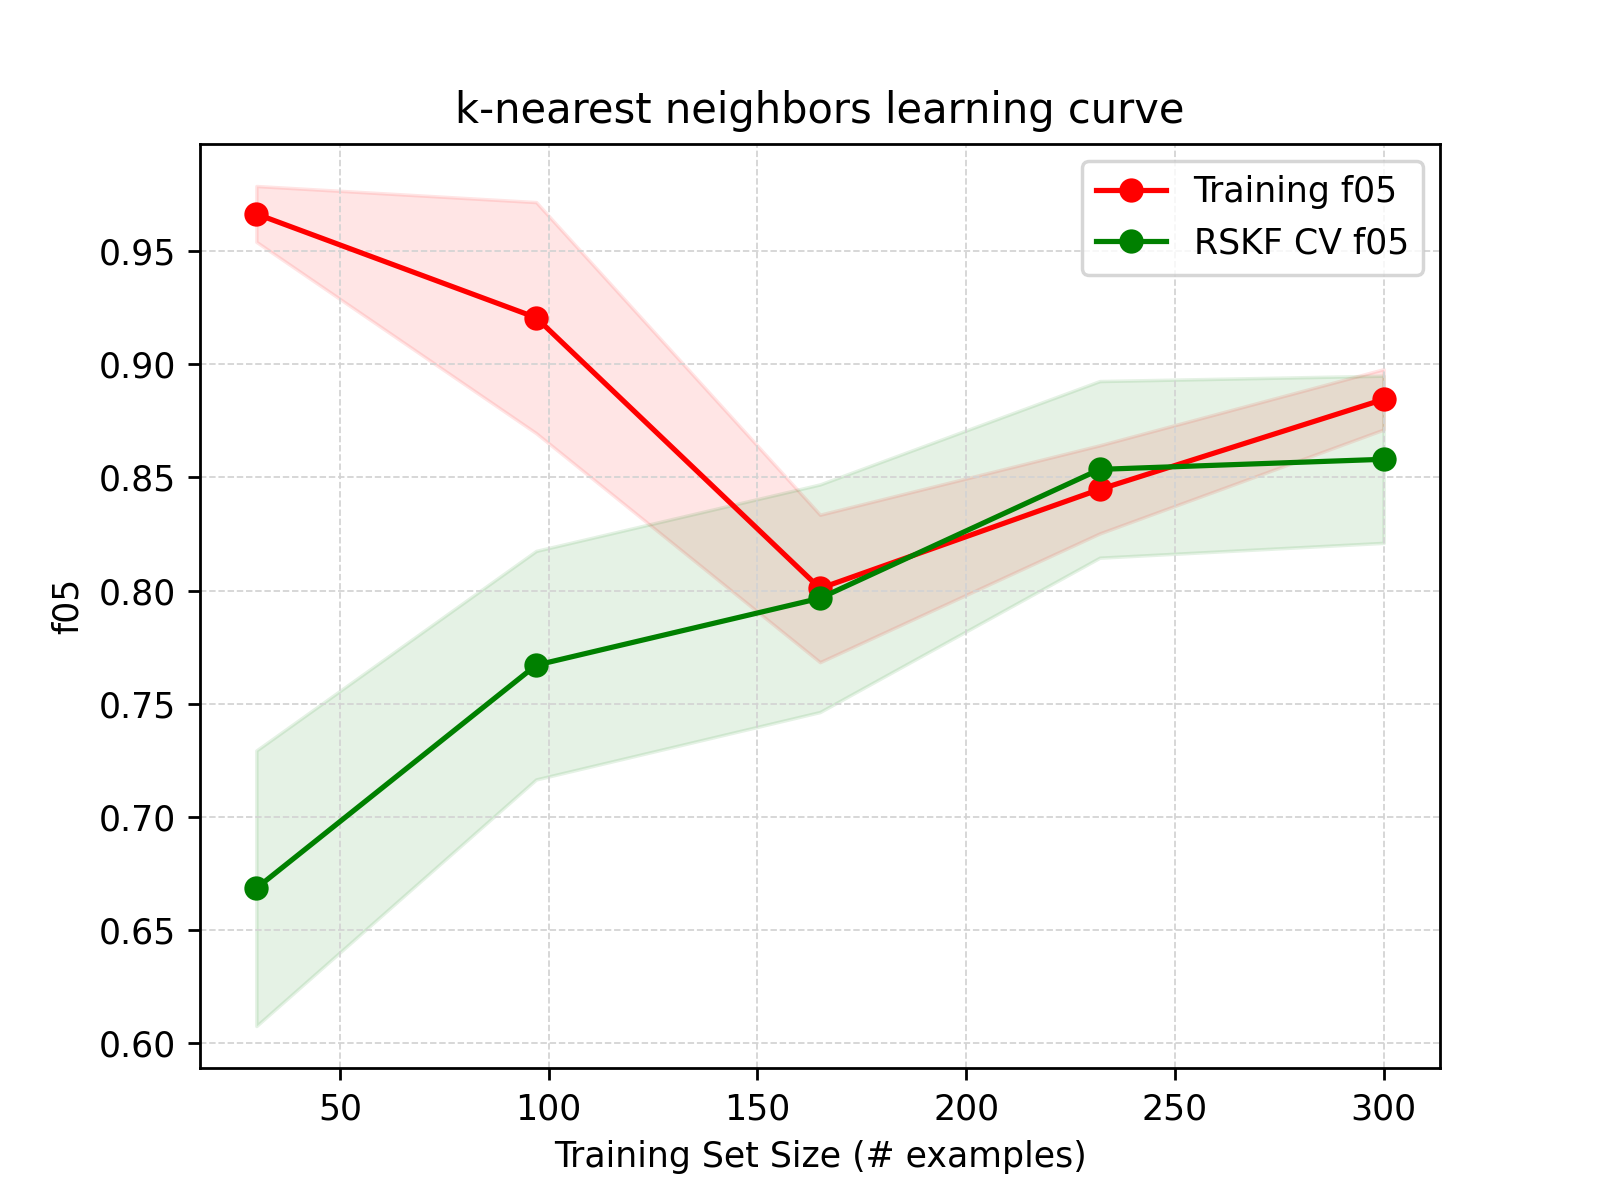 k-nearest neighbors learning curve
Training f05
RSKF CV f05
f05
0.95
0.90
0.85
0.80
0.75
0.70
0.65
0.60
50 100 150 200 250 300
Training Set Size (# examples)